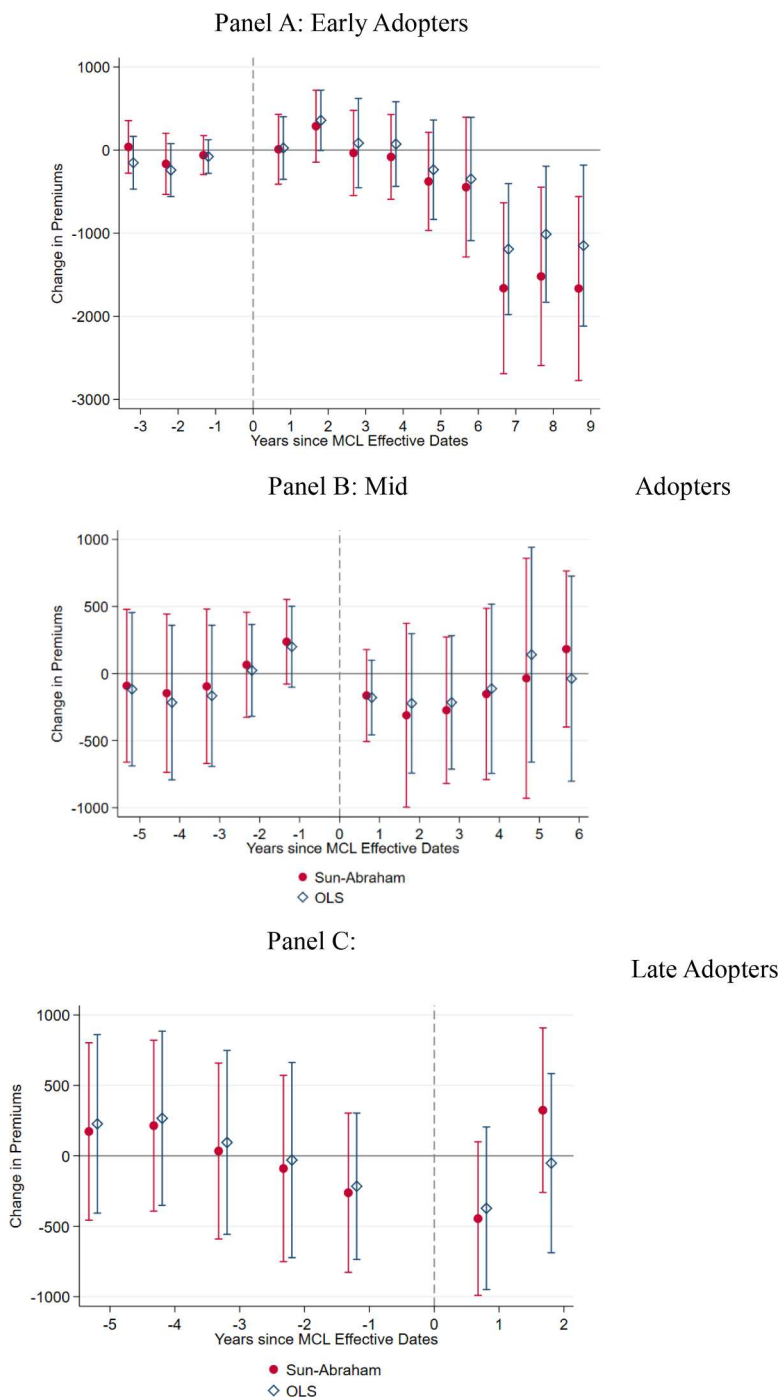 Panel A: Early Adopters
1000
0
-1000
-2000
-3000
Change in Premiums
-3 -2 -1 0 1 2 3 4 5 6 7 8 9
Years since MCL Effective Dates
Panel B: Mid Adopters
1000
500
0
-500
-1000
Change in Premiums
-5 -4 -3 -2 -1 0 1 2 3 4 5 6
Years since MCL Effective Dates
Sun-Abraham
OLS
Panel C:
Late Adopters
1000
500
0
-500
-1000
Change in Premiums
-5 -4 -3 -2 -1 0 1 2
Years since MCL Effective Dates
Sun-Abraham
OLS